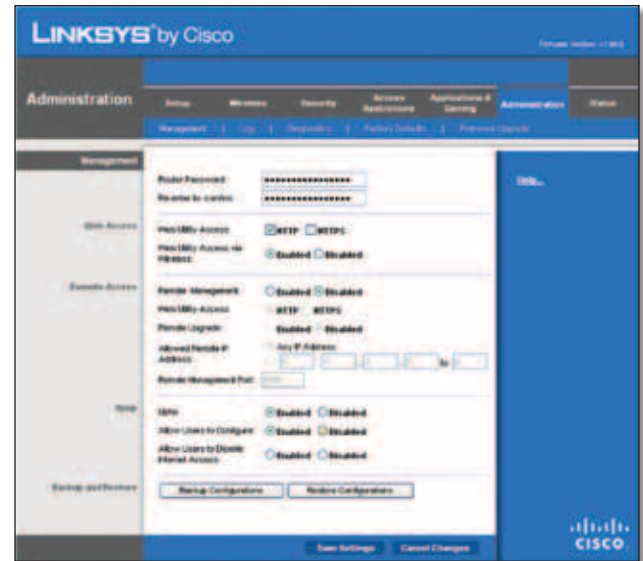 LINKSYS® by Cisco
Firmware Version:
Administration
Setup
Wireless
Security
Access Restrictions
Applications & Gaming
Administration
Status
Management | Log | Diagnostics | Factory Defaults | Firmware Upgrade
Management
Router Password:
Re-enter to confirm:
Help...
Web Access
Web Utility Access: HTTP HTTPS
Web Utility Access via Wireless: Enabled Disabled
Remote Access
Remote Management: Enabled Disabled
Web Utility Access: HTTP HTTPS
Remote Upgrade: Enabled Disabled
Allowed Remote IP Address: Any IP Address
to
Remote Management Port:
UPnP
UPnP: Enabled Disabled
Allow Users to Configure: Enabled Disabled
Allow Users to Disable Internet Access: Enabled Disabled
Backup and Restore
Backup Configurations
Restore Configurations
Save Settings
Cancel Changes
CISCO